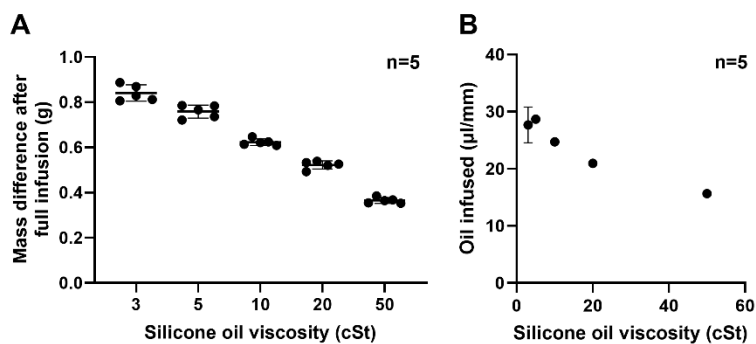 A
n=5
Mass difference after
full infusion (g)
1.0
0.8
0.6
0.4
0.2
0.0
3 5 10 20 50
Silicone oil viscosity (cSt)
B
n=5
Oil infused (µl/mm)
40
30
20
10
0
0 20 40 60
Silicone oil viscosity (cSt)